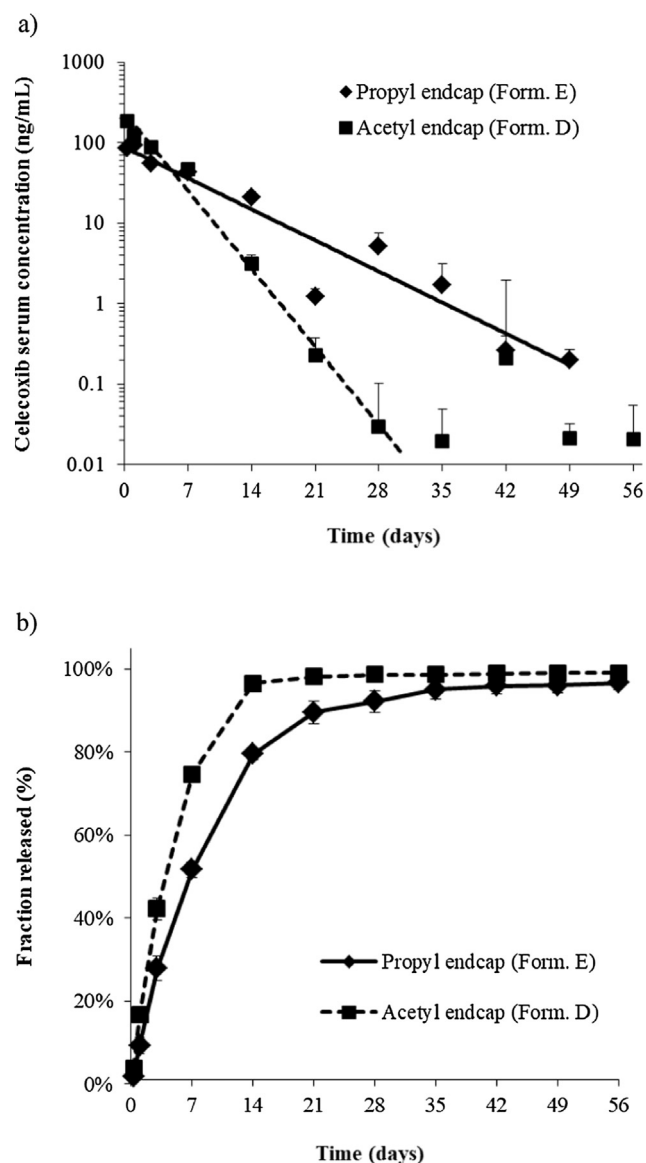 a)
1000
100
10
1
0.1
0.01
Celecoxib serum concentration (ng/mL)
Propyl endcap (Form. E)
Acetyl endcap (Form. D)
0 7 14 21 28 35 42 49 56
Time (days)
b)
100%
80%
60%
40%
20%
0%
Fraction released (%)
Propyl endcap (Form. E)
Acetyl endcap (Form. D)
0 7 14 21 28 35 42 49 56
Time (days)